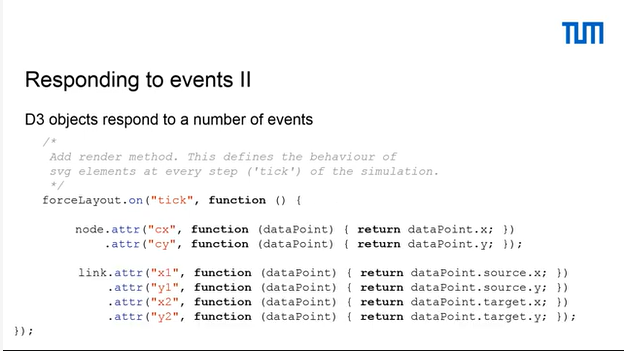 TUM
Responding to events II
D3 objects respond to a number of events
/*
Add render method. This defines the behaviour of
svg elements at every step ('tick') of the simulation.
*/
forceLayout.on("tick", function () {
node.attr("cx", function (dataPoint) { return dataPoint.x; })
.attr("cy", function (dataPoint) { return dataPoint.y; });
link.attr("x1", function (dataPoint) { return dataPoint.source.x; })
.attr("y1", function (dataPoint) { return dataPoint.source.y; })
.attr("x2", function (dataPoint) { return dataPoint.target.x; })
.attr("y2", function (dataPoint) { return dataPoint.target.y; });
});